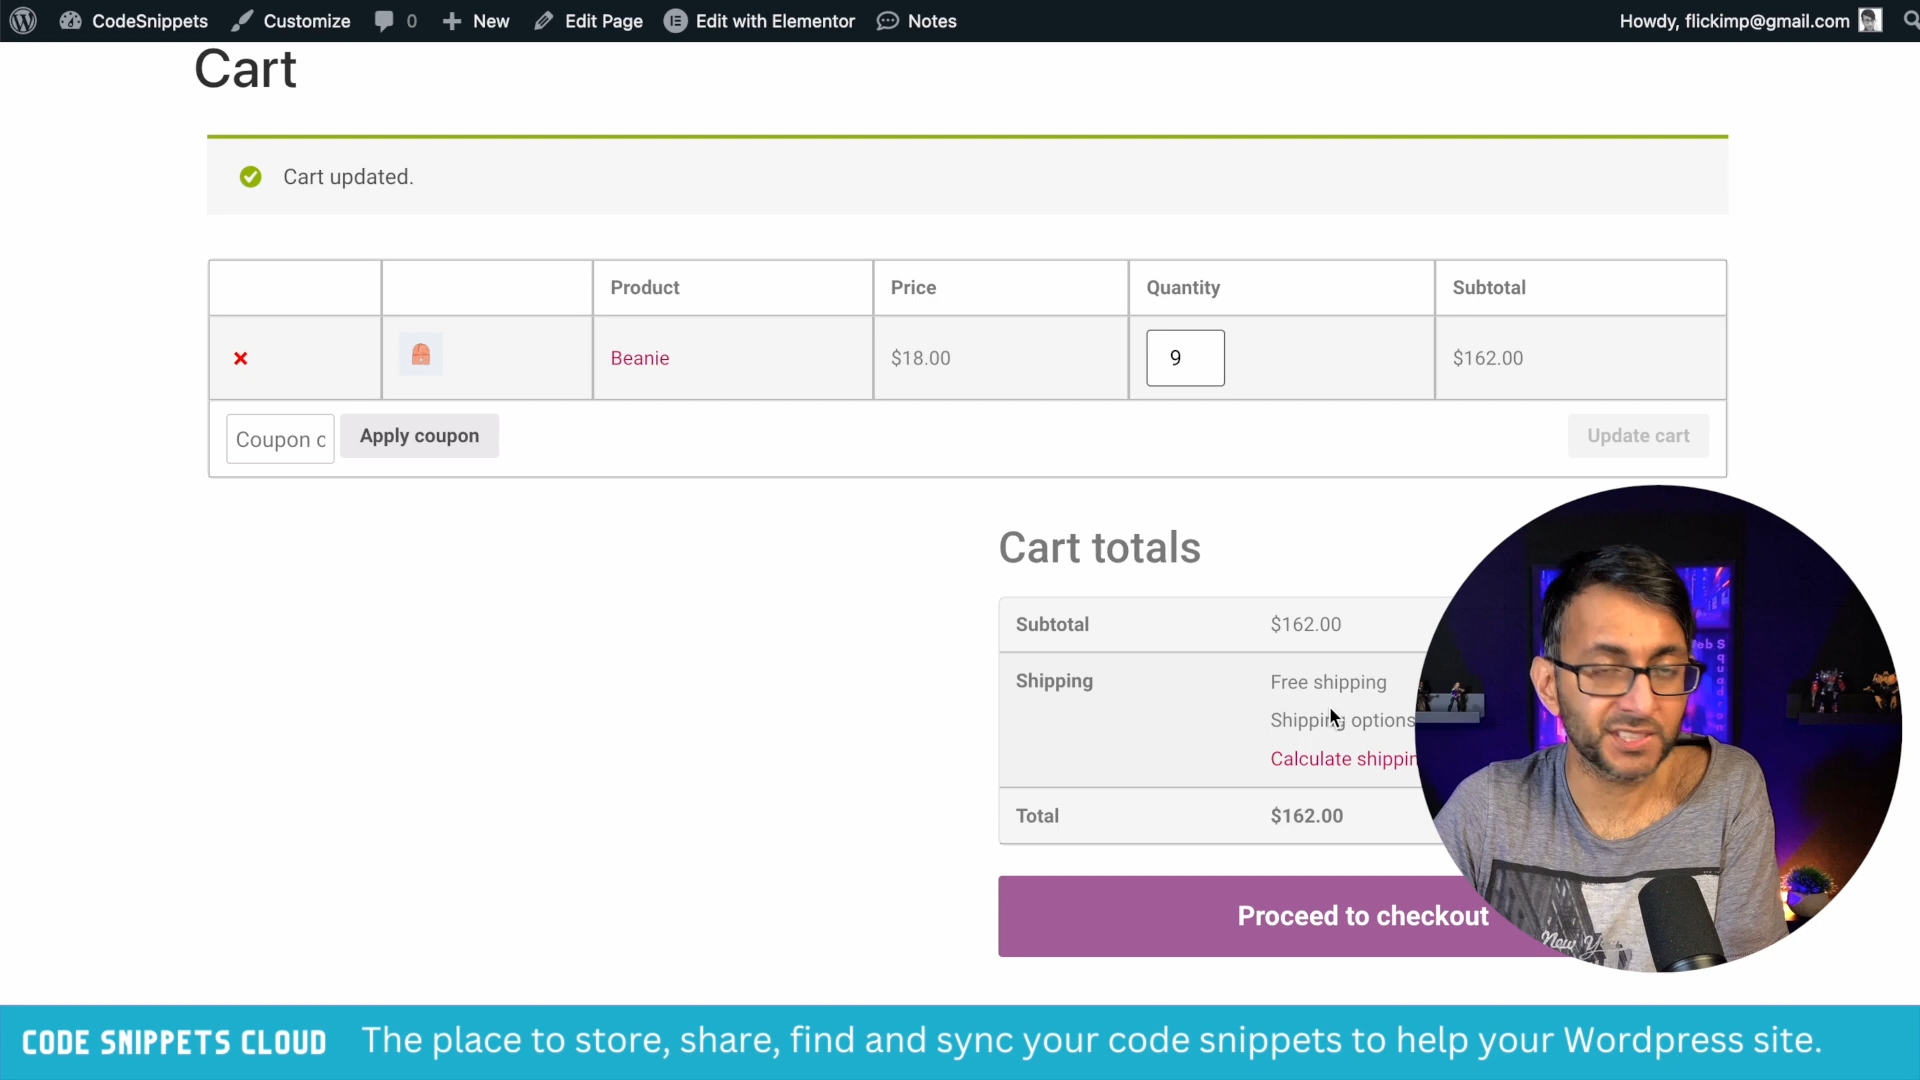 CodeSnippets Customize 0 New Edit Page Edit with Elementor Notes Howdy, flickimp@gmail.com
Cart
Cart updated.
Product Price Quantity Subtotal
Beanie $18.00 9 $162.00
Coupon c Apply coupon Update cart
Cart totals
Subtotal $162.00
Shipping Free shipping
Shipping options
Calculate shippin
Total $162.00
Proceed to checkout
New
CODE SNIPPETS CLOUD The place to store, share, find and sync your code snippets to help your Wordpress site.